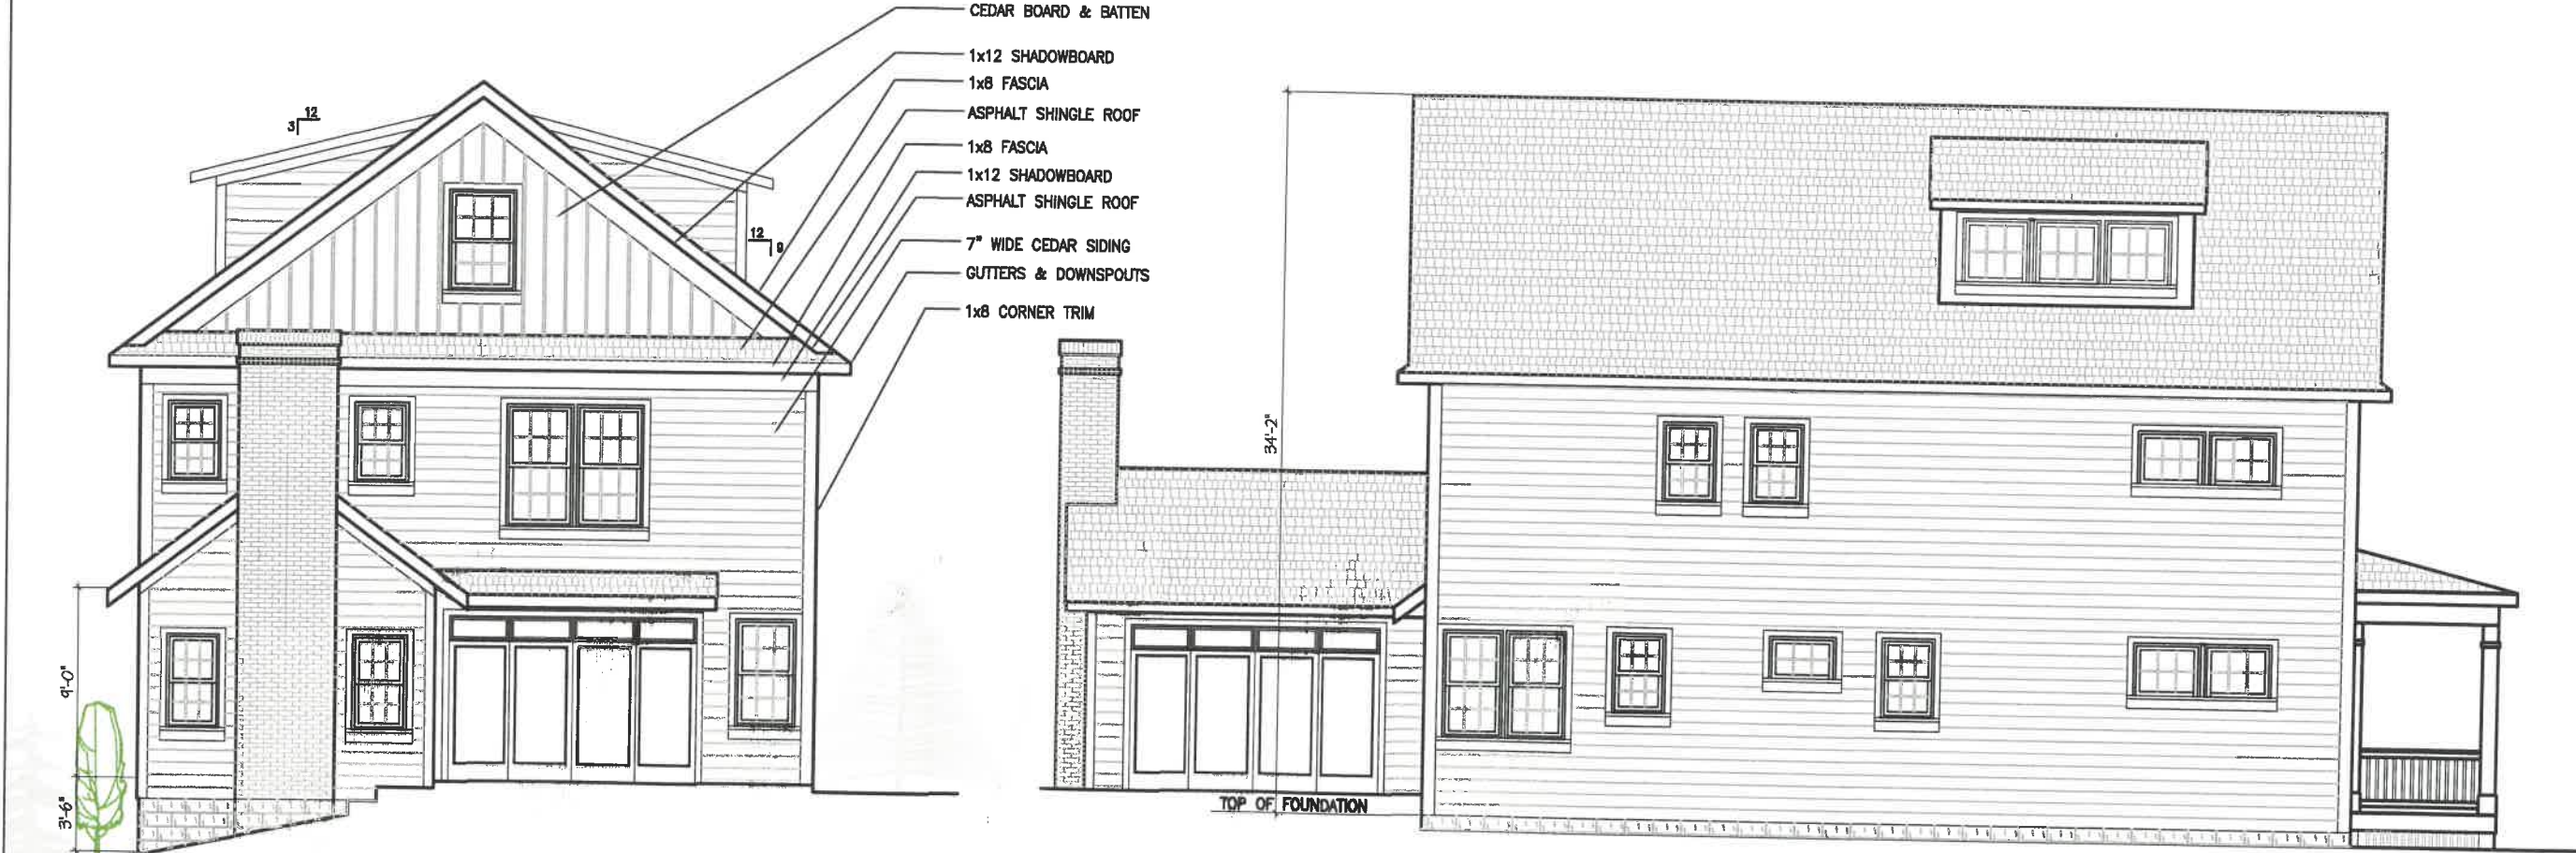 CEDAR BOARD & BATTEN
1x12 SHADOWBOARD
1x8 FASCIA
ASPHALT SHINGLE ROOF
1x8 FASCIA
1x12 SHADOWBOARD
ASPHALT SHINGLE ROOF
7" WIDE CEDAR SIDING
GUTTERS & DOWNSPOUTS
1x8 CORNER TRIM
12
3
12
9
9'-0"
3'-6"
34'-2"
TOP OF FOUNDATION